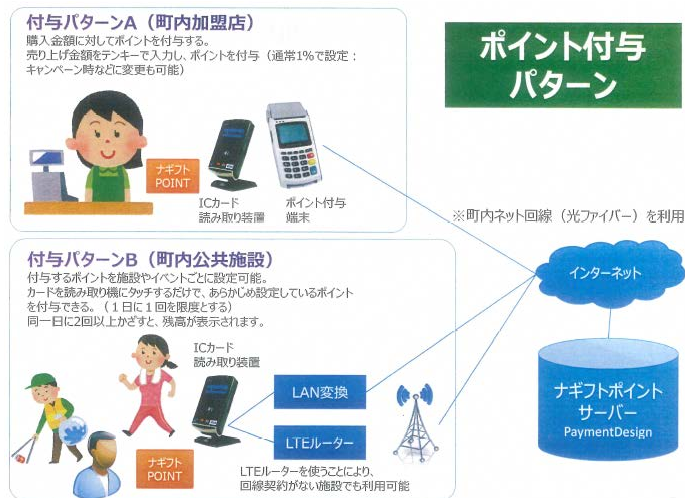 付与パターンA（町内加盟店）
購入金額に対してポイントを付与する。
売り上げ金額をテンキーで入力し、ポイントを付与（通常1%で設定：
キャンペーン時などに変更も可能）
ナギフト
POINT
ICカード
読み取り装置
ポイント付与
端末
ポイント付与
パターン
※町内ネット回線（光ファイバー）を利用
インターネット
ナギフトポイント
サーバー
PaymentDesign
付与パターンB（町内公共施設）
付与するポイントを施設やイベントごとに設定可能。
カードを読み取り機にタッチするだけで、あらかじめ設定しているポイント
を付与できる。（１日に１回を限度とする）
同一日に2回以上かざすと、残高が表示されます。
ICカード
読み取り装置
LAN変換
LTEルーター
ナギフト
POINT
LTEルーターを使うことにより、
回線契約がない施設でも利用可能